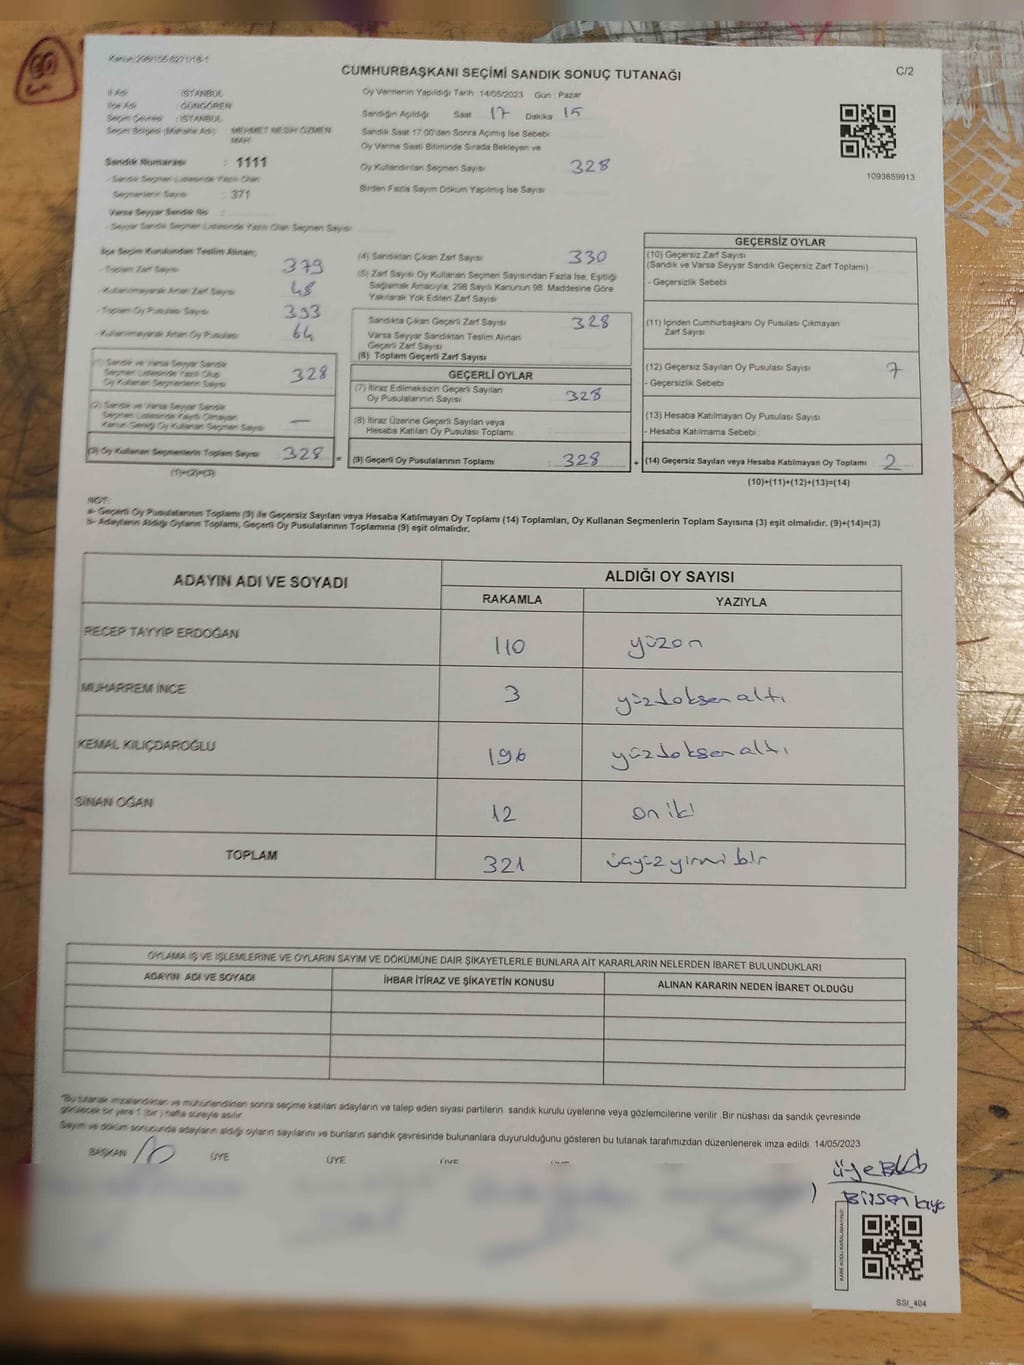 Kanun:298/105;6271/18-1
CUMHURBAŞKANI SEÇİMİ SANDIK SONUÇ TUTANAĞI
C/2
İl Adı : İSTANBUL
İlçe Adı : GÜNGÖREN
Seçim Çevresi : İSTANBUL
Seçim Bölgesi (Mahalle Adı) : MEHMET NESİH ÖZMEN MAH.
Sandık Numarası : 1111
- Sandık Seçmen Listesinde Yazılı Olan
Seçmenlerin Sayısı : 371
Varsa Seyyar Sandık No :
- Seyyar Sandık Seçmen Listesinde Yazılı Olan Seçmen Sayısı :
Oy Vermenin Yapıldığı Tarih: 14/05/2023 Gün : Pazar
Sandığın Açıldığı Saat 17 Dakika 15
Sandık Saat 17:00'den Sonra Açımış İse Sebebi
Oy Verme Saati Bitiminde Sırada Bekleyen ve
Oy Kullandırılan Seçmen Sayısı 328
Birden Fazla Sayım Döküm Yapılmış İse Sayısı
1093859913
İlçe Seçim Kurulundan Teslim Alınan;
- Toplam Zarf Sayısı 379
- Kullanılmayarak Artan Zarf Sayısı 48
- Toplam Oy Pusulası Sayısı 393
- Kullanılmayarak Artan Oy Pusulası 64
(1) Sandık ve Varsa Seyyar Sandık
Seçmen Listesinde Yazılı Olup
Oy Kullanan Seçmenlerin Sayısı 328
(2) Sandık ve Varsa Seyyar Sandık
Seçmen Listesinde Kayıtlı Olmayan
Kanun Gereği Oy Kullanan Seçmen Sayısı —
(3) Oy Kullanan Seçmenlerin Toplam Sayısı 328
(1)+(2)=(3)
=
(4) Sandıktan Çıkan Zarf Sayısı 330
(5) Zarf Sayısı Oy Kullanan Seçmen Sayısından Fazla İse, Eşitliği
Sağlamak Amacıyla; 298 Sayılı Kanunun 98. Maddesine Göre
Yakılarak Yok Edilen Zarf Sayısı
Sandıkta Çıkan Geçerli Zarf Sayısı 328
Varsa Seyyar Sandıktan Teslim Alınan
Geçerli Zarf Sayısı
(6) Toplam Geçerli Zarf Sayısı
GEÇERLİ OYLAR
(7) İtiraz Edilmeksizin Geçerli Sayılan
Oy Pusulalarının Sayısı 328
(8) İtiraz Üzerine Geçerli Sayılan veya
Hesaba Katılan Oy Pusulası Toplamı
(9) Geçerli Oy Pusulalarının Toplamı : 328
+
GEÇERSİZ OYLAR
(10) Geçersiz Zarf Sayısı
(Sandık ve Varsa Seyyar Sandık Geçersiz Zarf Toplamı)
- Geçersizlik Sebebi
(11) İçinden Cumhurbaşkanı Oy Pusulası Çıkmayan
Zarf Sayısı
(12) Geçersiz Sayılan Oy Pusulası Sayısı 7
- Geçersizlik Sebebi
(13) Hesaba Katılmayan Oy Pusulası Sayısı
- Hesaba Katılmama Sebebi :
(14) Geçersiz Sayılan veya Hesaba Katılmayan Oy Toplamı 2
(10)+(11)+(12)+(13)=(14)
NOT:
a- Geçerli Oy Pusulalarının Toplamı (9) ile Geçersiz Sayılan veya Hesaba Katılmayan Oy Toplamı (14) Toplamları, Oy Kullanan Seçmenlerin Toplam Sayısına (3) eşit olmalıdır. (9)+(14)=(3)
b- Adayların Aldığı Oyların Toplamı, Geçerli Oy Pusulalarının Toplamına (9) eşit olmalıdır.
ADAYIN ADI VE SOYADI
ALDIĞI OY SAYISI
RAKAMLA YAZIYLA
RECEP TAYYİP ERDOĞAN 110 yüzon
MUHARREM İNCE 3 yüzdoksen altı
KEMAL KILIÇDAROĞLU 196 yüzdoksen altı
SİNAN OĞAN 12 on iki
TOPLAM 321 üçyüz yirmi bir
OYLAMA İŞ VE İŞLEMLERİNE VE OYLARIN SAYIM VE DÖKÜMÜNE DAİR ŞİKAYETLERLE BUNLARA AİT KARARLARIN NELERDEN İBARET BULUNDUKLARI
ADAYIN ADI VE SOYADI İHBAR İTİRAZ VE ŞİKAYETİN KONUSU ALINAN KARARIN NEDEN İBARET OLDUĞU
"Bu tutanak imzalandıktan ve mühürlendikten sonra seçime katılan adayların ve talep eden siyasi partilerin sandık kurulu üyelerine veya gözlemcilerine verilir. Bir nüshası da sandık çevresinde
görülecek bir yere 1 (bir ) hafta süreyle asılır.
Sayım ve döküm sonucunda adayların aldığı oyların sayılarını ve bunların sandık çevresinde bulunanlara duyurulduğunu gösteren bu tutanak tarafımızdan düzenlenerek imza edildi. 14/05/2023
BAŞKAN ÜYE ÜYE ÜYE
SSI_404